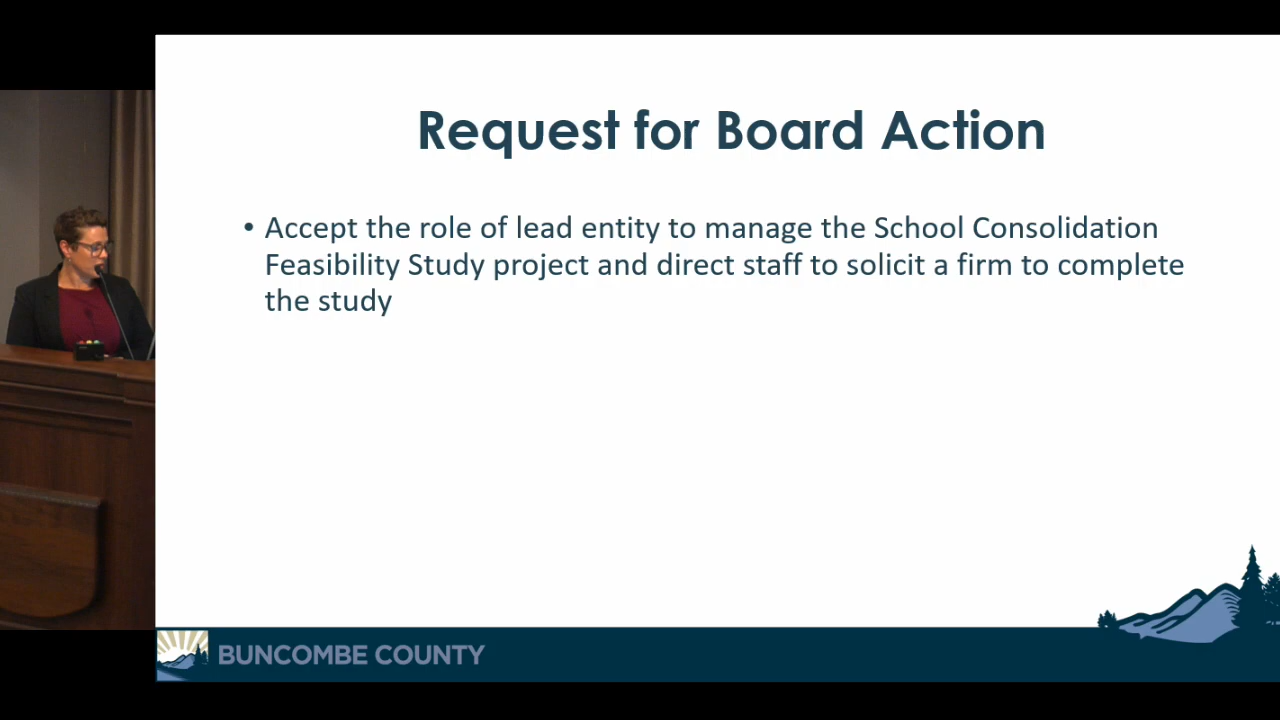 Request for Board Action
• Accept the role of lead entity to manage the School Consolidation
Feasibility Study project and direct staff to solicit a firm to complete
the study
BUNCOMBE COUNTY